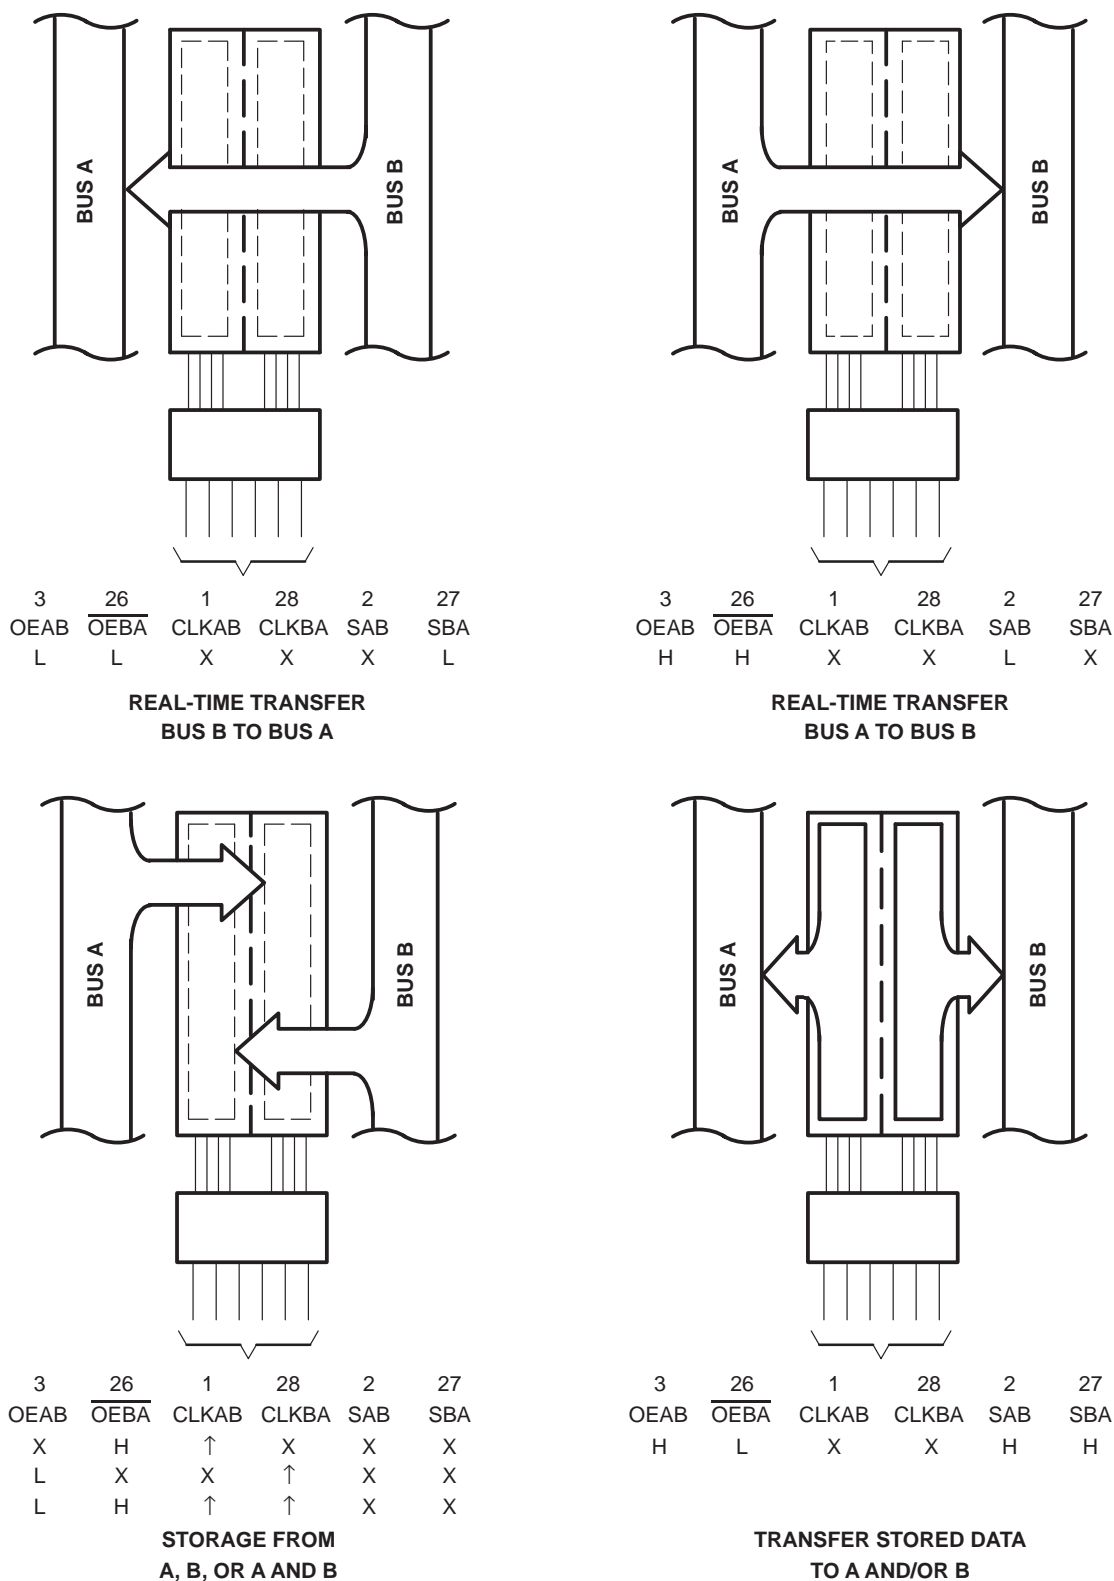 BUS A
BUS B
3 26 1 28 2 27
OEAB OEBA CLKAB CLKBA SAB SBA
L L X X X L
REAL-TIME TRANSFER
BUS B TO BUS A
BUS A
BUS B
3 26 1 28 2 27
OEAB OEBA CLKAB CLKBA SAB SBA
H H X X L X
REAL-TIME TRANSFER
BUS A TO BUS B
BUS A
BUS B
3 26 1 28 2 27
OEAB OEBA CLKAB CLKBA SAB SBA
X H ↑ X X X
L X X ↑ X X
L H ↑ ↑ X X
STORAGE FROM
A, B, OR A AND B
BUS A
BUS B
3 26 1 28 2 27
OEAB OEBA CLKAB CLKBA SAB SBA
H L X X H H
TRANSFER STORED DATA
TO A AND/OR B